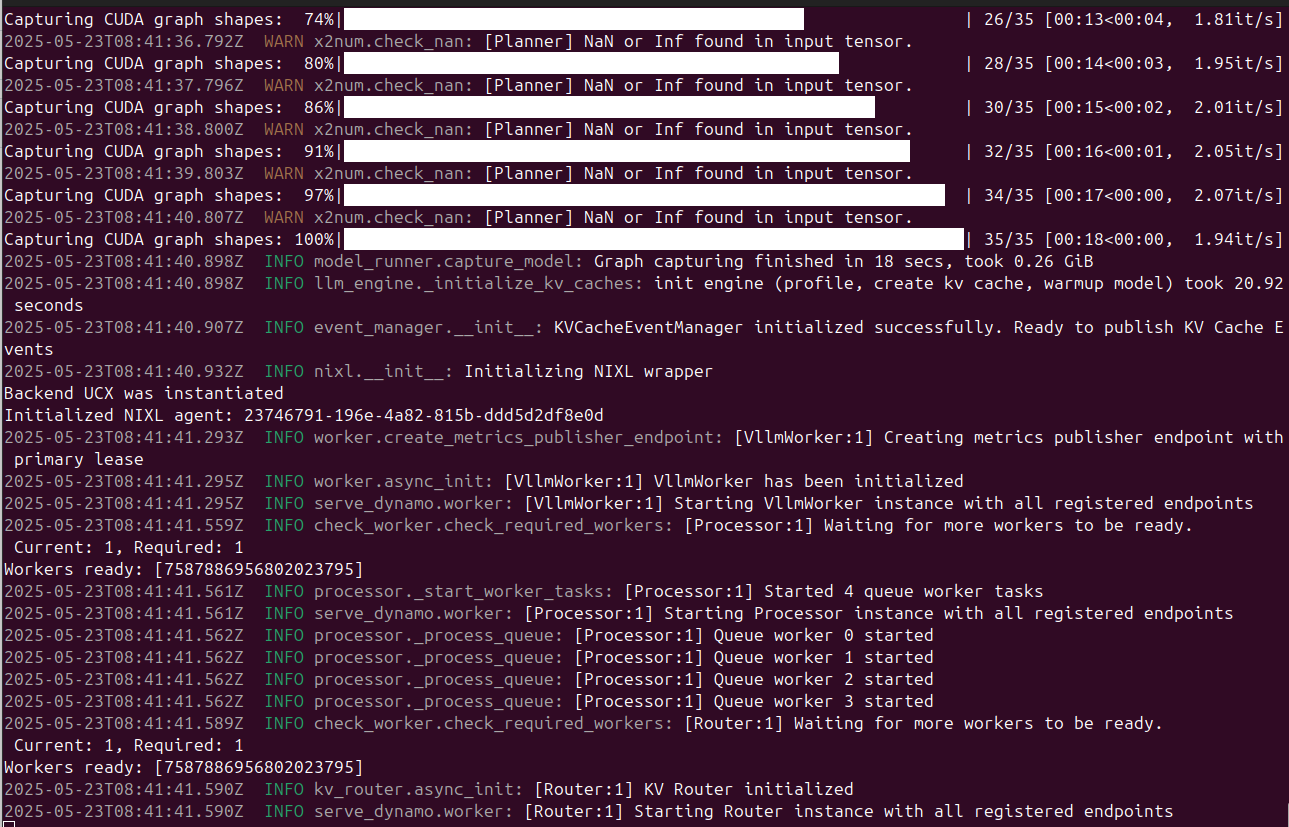 Capturing CUDA graph shapes:  74%|                                              | 26/35 [00:13<00:04,  1.81it/s]
2025-05-23T08:41:36.792Z  WARN x2num.check_nan: [Planner] NaN or Inf found in input tensor.
Capturing CUDA graph shapes:  80%|                                              | 28/35 [00:14<00:03,  1.95it/s]
2025-05-23T08:41:37.796Z  WARN x2num.check_nan: [Planner] NaN or Inf found in input tensor.
Capturing CUDA graph shapes:  86%|                                              | 30/35 [00:15<00:02,  2.01it/s]
2025-05-23T08:41:38.800Z  WARN x2num.check_nan: [Planner] NaN or Inf found in input tensor.
Capturing CUDA graph shapes:  91%|                                              | 32/35 [00:16<00:01,  2.05it/s]
2025-05-23T08:41:39.803Z  WARN x2num.check_nan: [Planner] NaN or Inf found in input tensor.
Capturing CUDA graph shapes:  97%|                                              | 34/35 [00:17<00:00,  2.07it/s]
2025-05-23T08:41:40.807Z  WARN x2num.check_nan: [Planner] NaN or Inf found in input tensor.
Capturing CUDA graph shapes: 100%|                                              | 35/35 [00:18<00:00,  1.94it/s]
2025-05-23T08:41:40.898Z  INFO model_runner.capture_model: Graph capturing finished in 18 secs, took 0.26 GiB
2025-05-23T08:41:40.898Z  INFO llm_engine._initialize_kv_caches: init engine (profile, create kv cache, warmup model) took 20.92
 seconds
2025-05-23T08:41:40.907Z  INFO event_manager.__init__: KVCacheEventManager initialized successfully. Ready to publish KV Cache E
vents
2025-05-23T08:41:40.932Z  INFO nixl.__init__: Initializing NIXL wrapper
Backend UCX was instantiated
Initialized NIXL agent: 23746791-196e-4a82-815b-ddd5d2df8e0d
2025-05-23T08:41:41.293Z  INFO worker.create_metrics_publisher_endpoint: [VllmWorker:1] Creating metrics publisher endpoint with
 primary lease
2025-05-23T08:41:41.295Z  INFO worker.async_init: [VllmWorker:1] VllmWorker has been initialized
2025-05-23T08:41:41.295Z  INFO serve_dynamo.worker: [VllmWorker:1] Starting VllmWorker instance with all registered endpoints
2025-05-23T08:41:41.559Z  INFO check_worker.check_required_workers: [Processor:1] Waiting for more workers to be ready.
 Current: 1, Required: 1
Workers ready: [7587886956802023795]
2025-05-23T08:41:41.561Z  INFO processor._start_worker_tasks: [Processor:1] Started 4 queue worker tasks
2025-05-23T08:41:41.561Z  INFO serve_dynamo.worker: [Processor:1] Starting Processor instance with all registered endpoints
2025-05-23T08:41:41.562Z  INFO processor._process_queue: [Processor:1] Queue worker 0 started
2025-05-23T08:41:41.562Z  INFO processor._process_queue: [Processor:1] Queue worker 1 started
2025-05-23T08:41:41.562Z  INFO processor._process_queue: [Processor:1] Queue worker 2 started
2025-05-23T08:41:41.562Z  INFO processor._process_queue: [Processor:1] Queue worker 3 started
2025-05-23T08:41:41.589Z  INFO check_worker.check_required_workers: [Router:1] Waiting for more workers to be ready.
 Current: 1, Required: 1
Workers ready: [7587886956802023795]
2025-05-23T08:41:41.590Z  INFO kv_router.async_init: [Router:1] KV Router initialized
2025-05-23T08:41:41.590Z  INFO serve_dynamo.worker: [Router:1] Starting Router instance with all registered endpoints